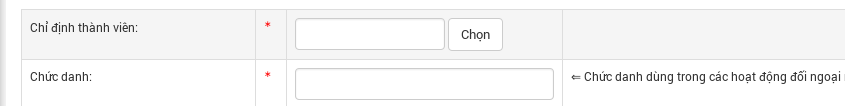 Chỉ định thành viên: * Chọn
Chức danh: * ⇐ Chức danh dùng trong các hoạt động đối ngoại